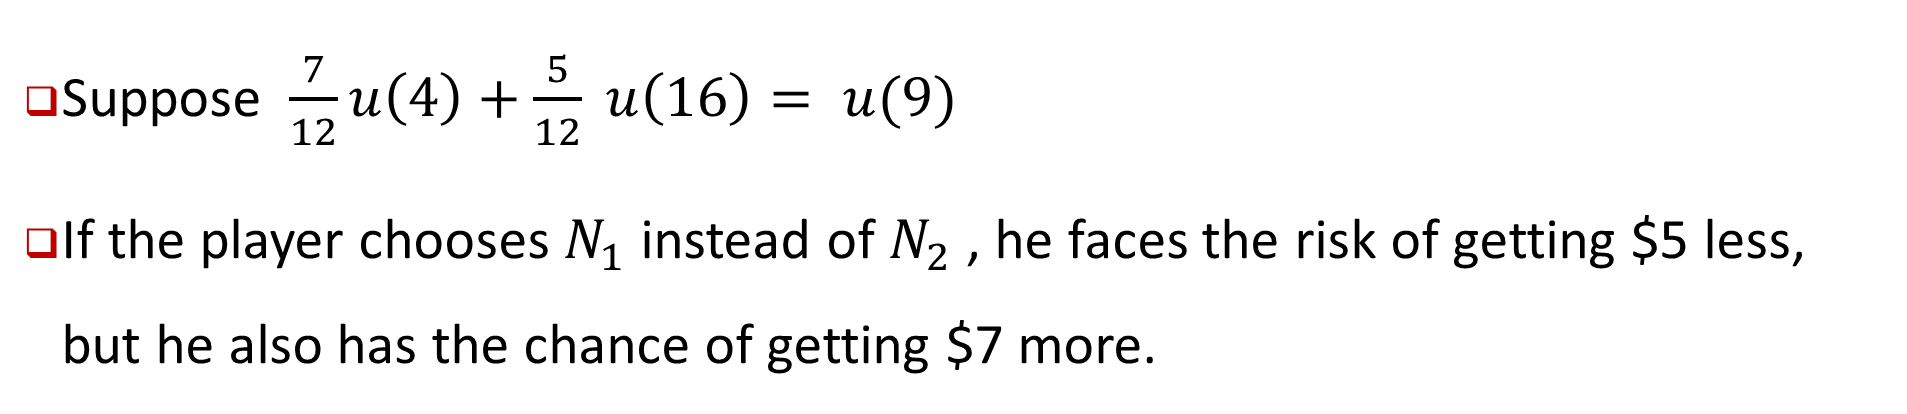 ❑Suppose 7/12 u(4) + 5/12 u(16) = u(9)
❑If the player chooses N₁ instead of N₂ , he faces the risk of getting $5 less,
but he also has the chance of getting $7 more.